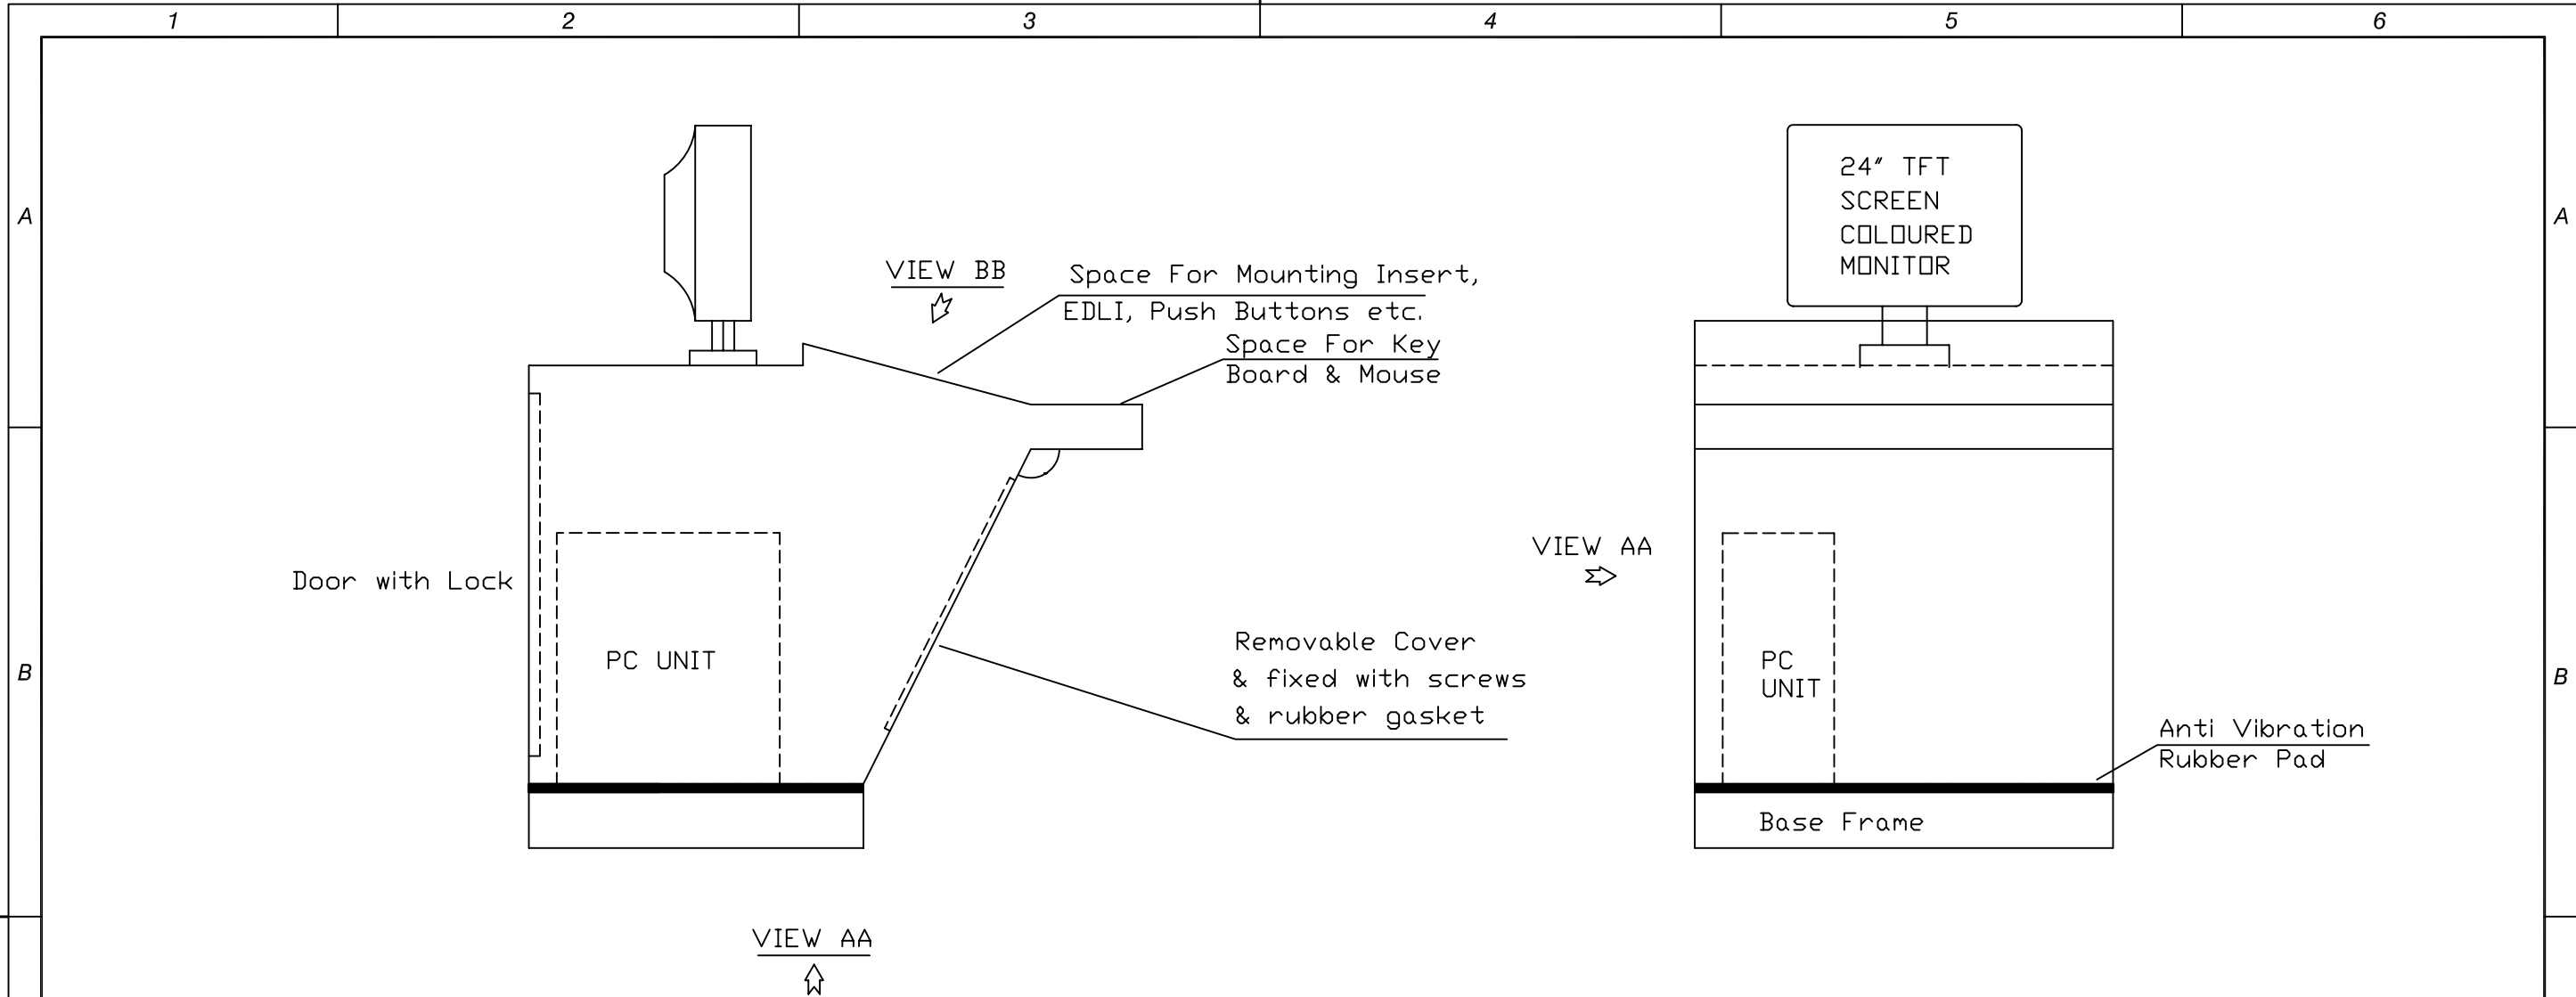 1 2 3 4 5 6
A A
24" TFT
SCREEN
COLOURED
MONITOR
VIEW BB
Space For Mounting Insert,
EDLI, Push Buttons etc.
Space For Key
Board & Mouse
VIEW AA
Door with Lock
PC UNIT
Removable Cover
& fixed with screws
& rubber gasket
PC
UNIT
B B
Anti Vibration
Rubber Pad
Base Frame
VIEW AA